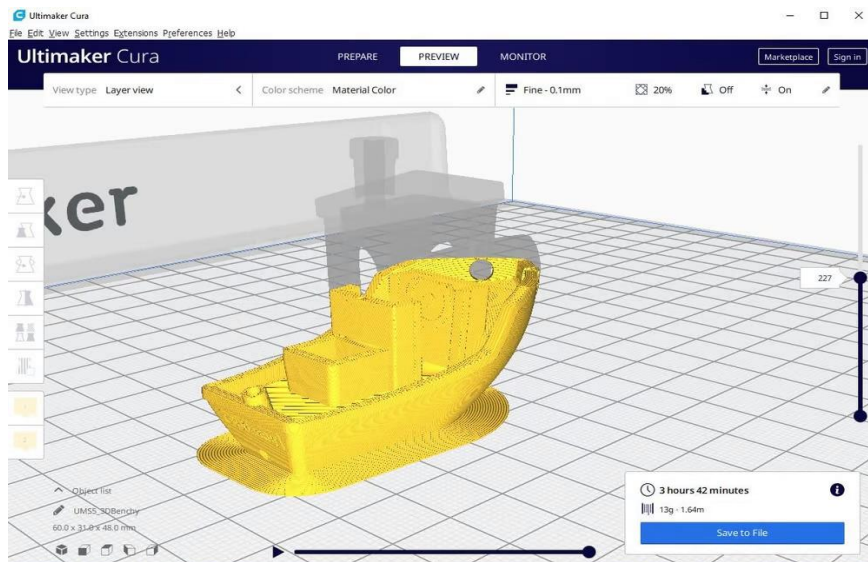 Ultimaker Cura
File Edit View Settings Extensions Preferences Help
Ultimaker Cura PREPARE PREVIEW MONITOR Marketplace Sign in
View type Layer view Color scheme Material Color Fine - 0.1mm 20% Off On
ker
227
3 hours 42 minutes
13g - 1.64m
Save to File
Object list
UMS5_3DBenchy
60.0 x 31.0 x 48.0 mm